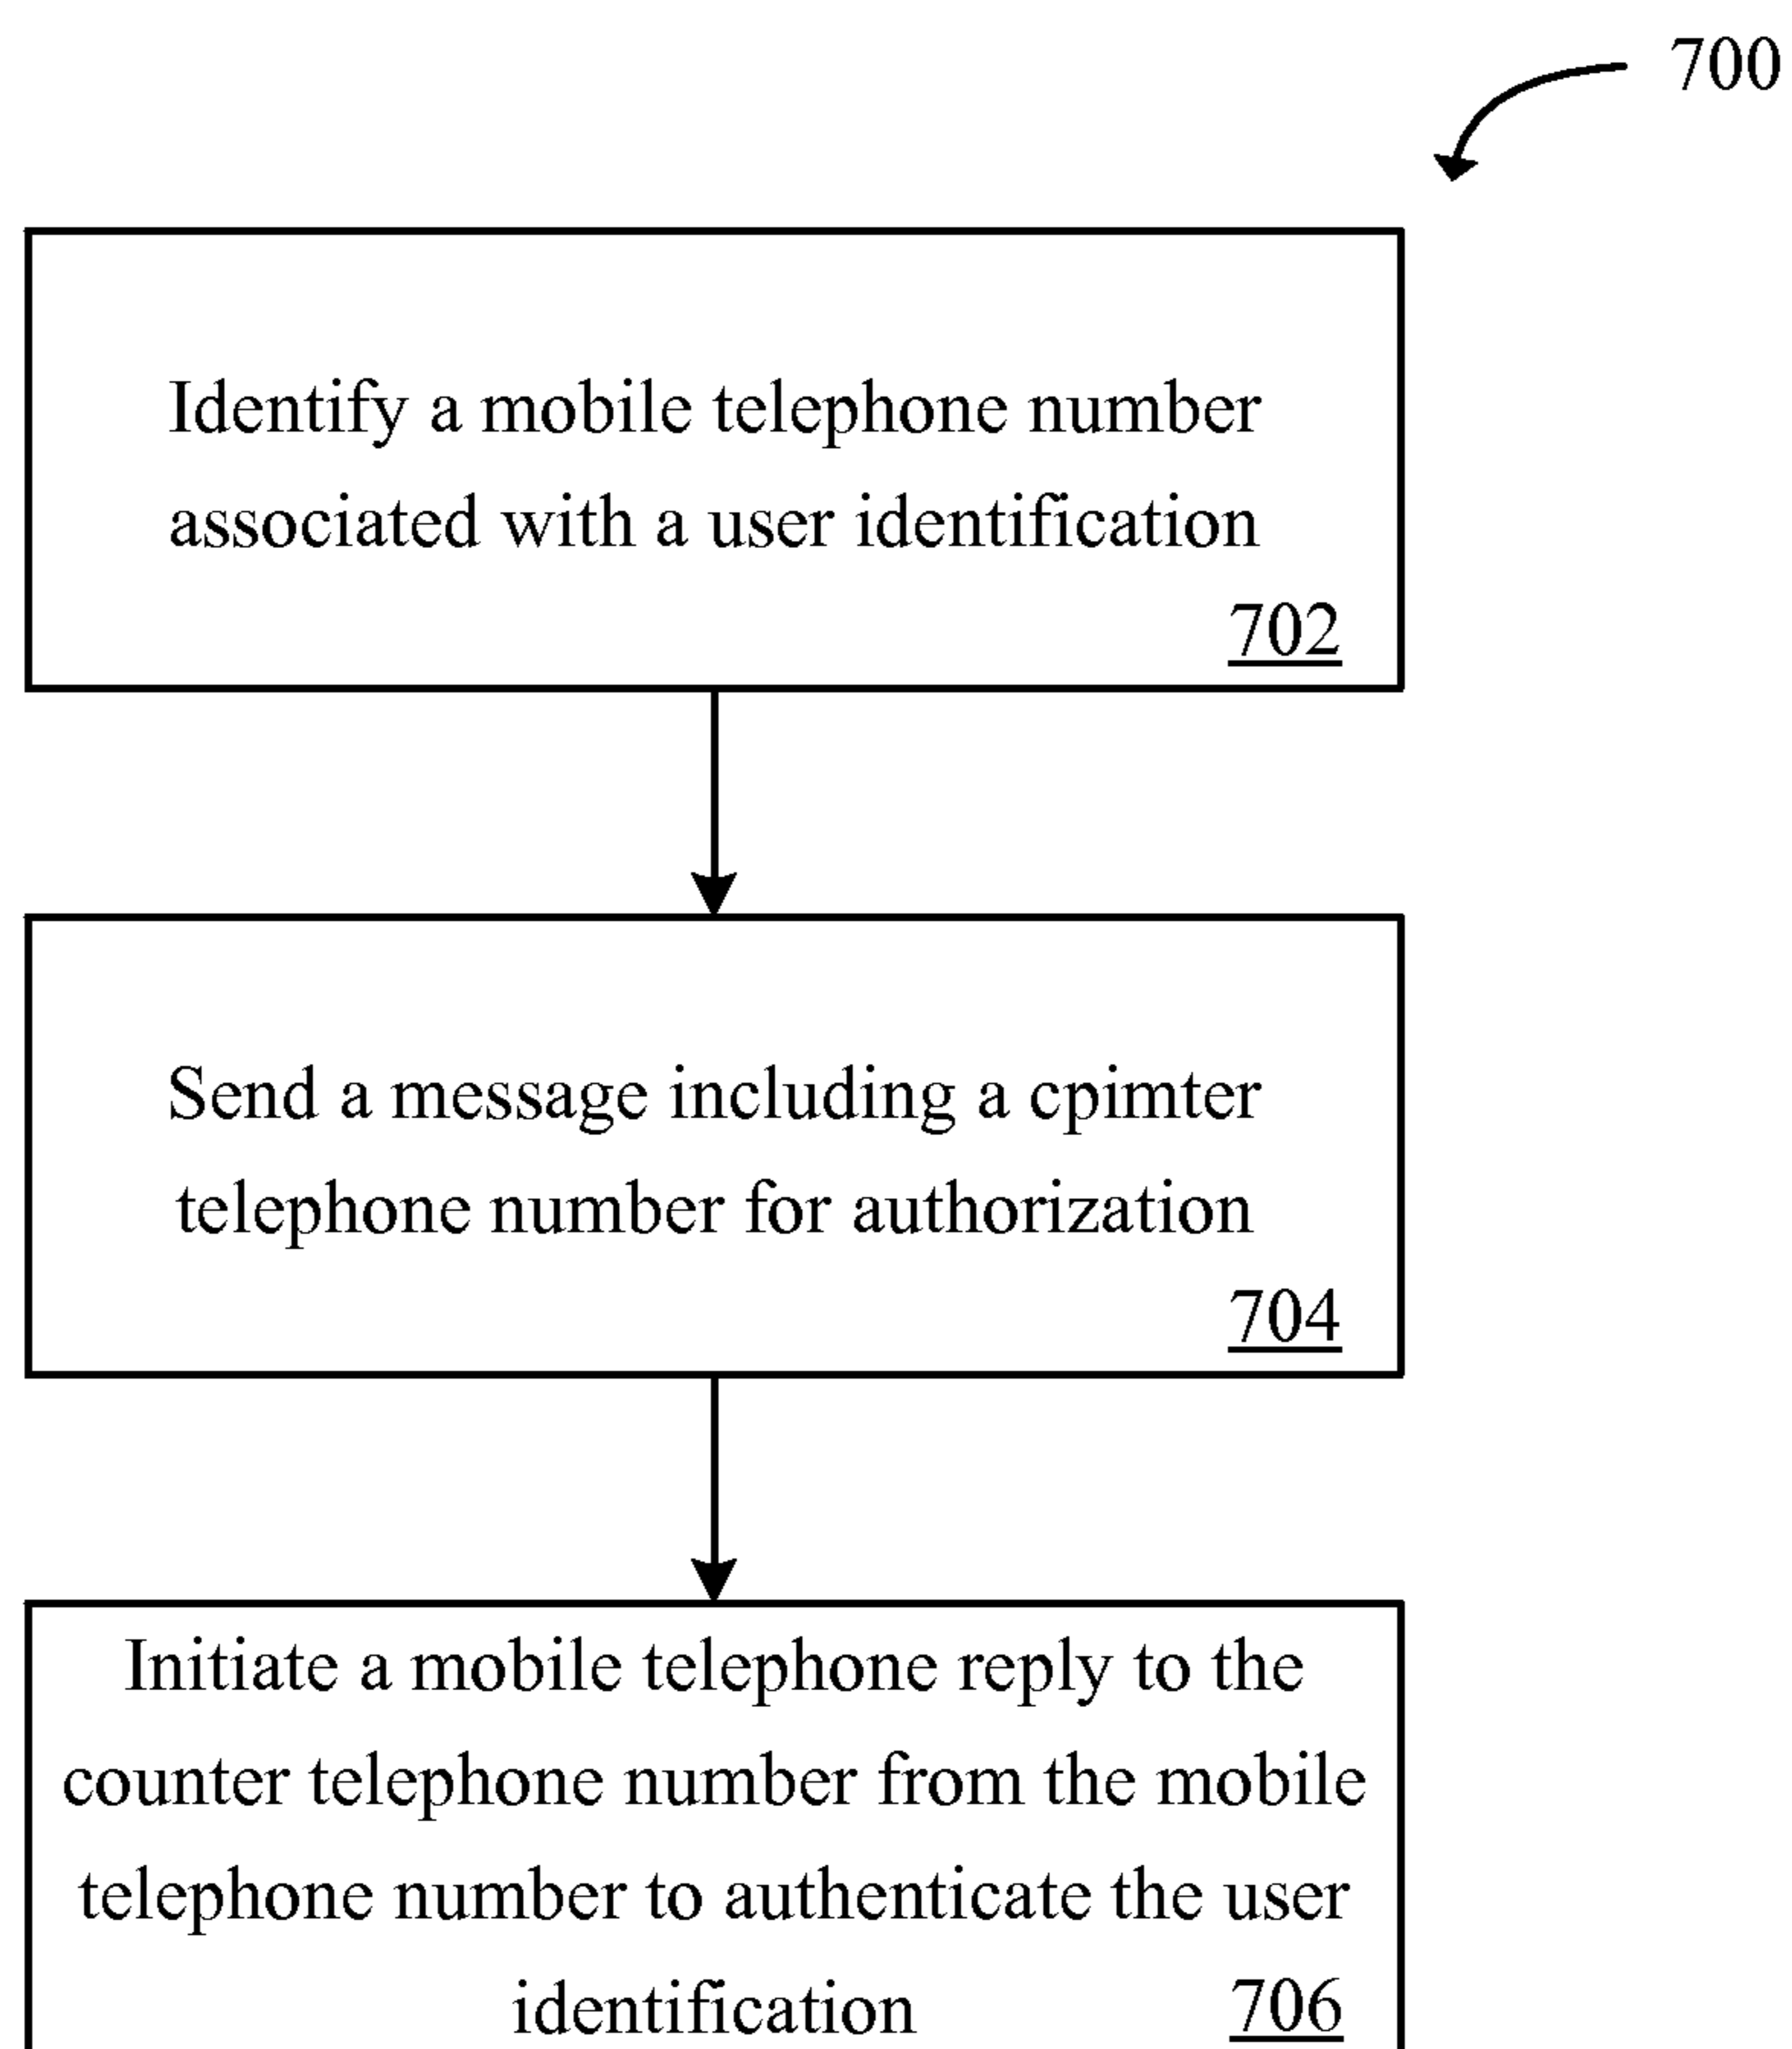 700
Identify a mobile telephone number
associated with a user identification
702
Send a message including a cpimter
telephone number for authorization
704
Initiate a mobile telephone reply to the
counter telephone number from the mobile
telephone number to authenticate the user
identification 706